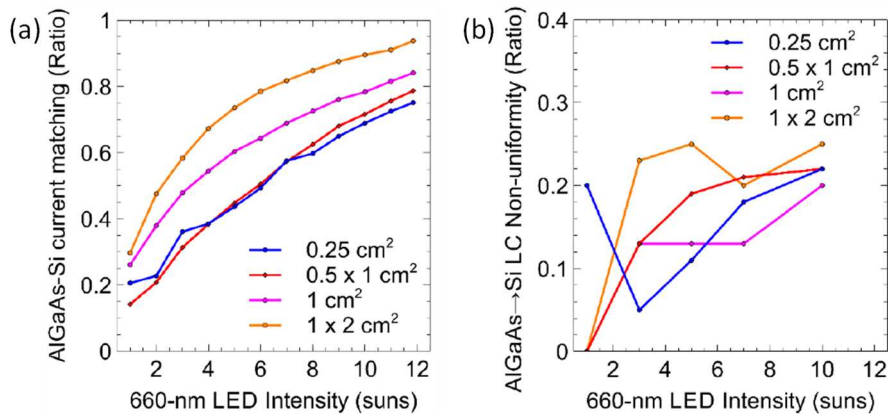 (a)
AlGaAs-Si current matching (Ratio)
1
0.8
0.6
0.4
0.2
0
0.25 cm²
0.5 x 1 cm²
1 cm²
1 x 2 cm²
2 4 6 8 10 12
660-nm LED Intensity (suns)
(b)
AlGaAs→Si LC Non-uniformity (Ratio)
0.4
0.3
0.2
0.1
0
0.25 cm²
0.5 x 1 cm²
1 cm²
1 x 2 cm²
2 4 6 8 10 12
660-nm LED Intensity (suns)